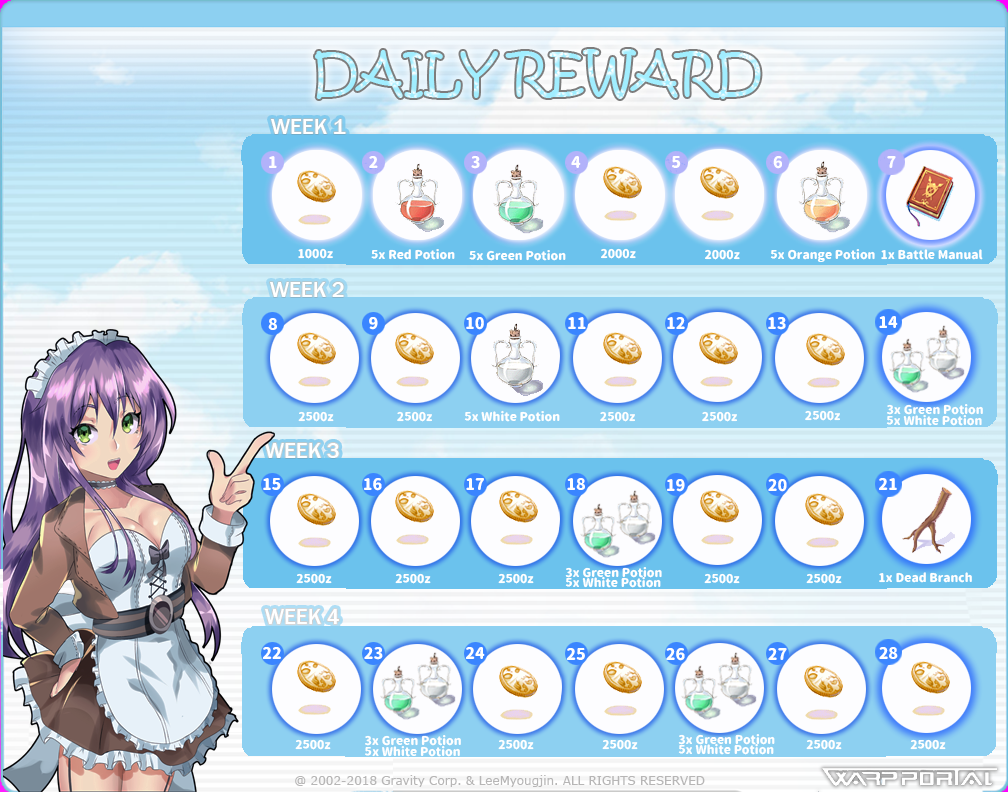 DAILY REWARD
WEEK 1
1 2 3 4 5 6 7
1000z 5x Red Potion 5x Green Potion 2000z 2000z 5x Orange Potion 1x Battle Manual
WEEK 2
8 9 10 11 12 13 14
2500z 2500z 5x White Potion 2500z 2500z 2500z 3x Green Potion
5x White Potion
WEEK 3
15 16 17 18 19 20 21
2500z 2500z 2500z 3x Green Potion 2500z 2500z 1x Dead Branch
5x White Potion
WEEK 4
22 23 24 25 26 27 28
2500z 3x Green Potion 2500z 2500z 3x Green Potion 2500z 2500z
5x White Potion 5x White Potion
© 2002-2018 Gravity Corp. & LeeMyougjin. ALL RIGHTS RESERVED
WARP PORTAL